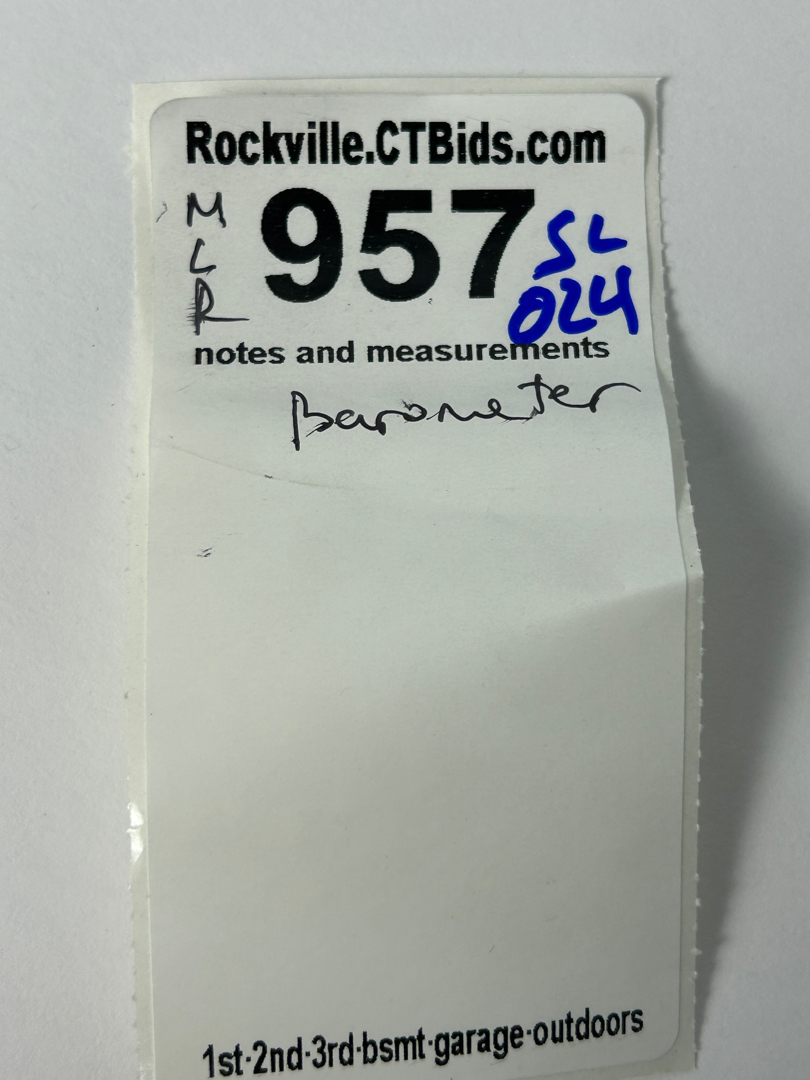 Rockville.CTBids.com
M
C
R
957
SL
024
notes and measurements
Barometer
1st·2nd·3rd·bsmt·garage·outdoors